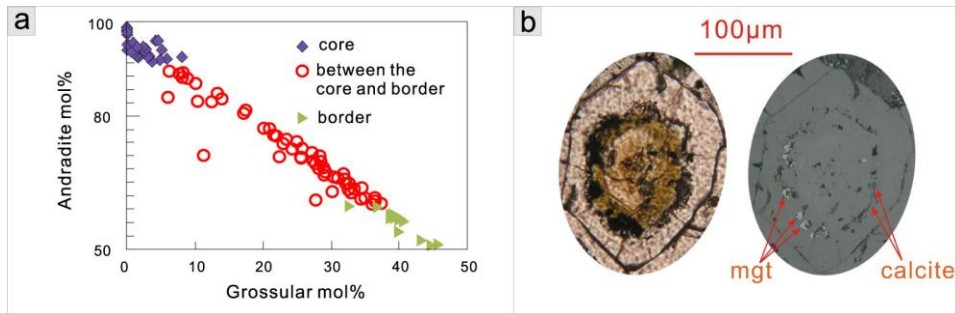 a
100
80
50
Andradite mol%
0
10
20
30
40
50
Grossular mol%
core
between the
core and border
border
b
100μm
mgt
calcite